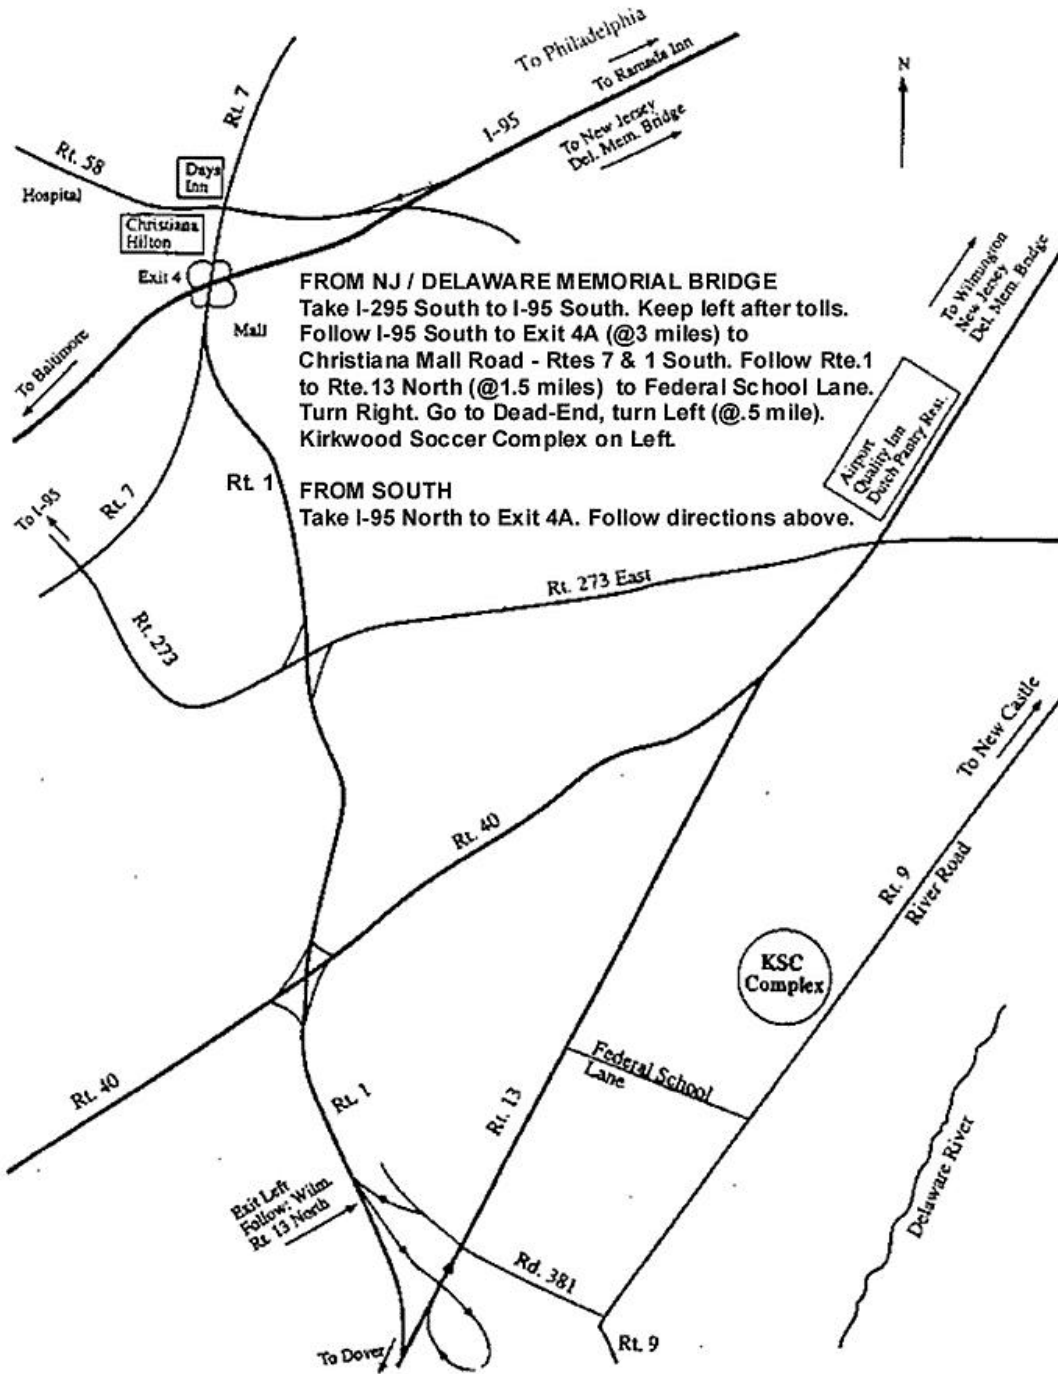 To Philadelphia
To Ramada Inn
I-95
To New Jersey
Del. Mem. Bridge
N
Rt. 7
Rt. 58
Hospital
Days
Inn
Christiana
Hilton
Exit 4
Mall
To Baltimore
FROM NJ / DELAWARE MEMORIAL BRIDGE
Take I-295 South to I-95 South. Keep left after tolls.
Follow I-95 South to Exit 4A (@3 miles) to
Christiana Mall Road - Rtes 7 & 1 South. Follow Rte.1
to Rte.13 North (@1.5 miles) to Federal School Lane.
Turn Right. Go to Dead-End, turn Left (@.5 mile).
Kirkwood Soccer Complex on Left.
FROM SOUTH
Take I-95 North to Exit 4A. Follow directions above.
To Wilmington
New Jersey
Del. Mem. Bridge
Airport
Quality Inn
Dutch Pantry Rest.
Rt. 1
Rt. 7
To I-95
Rt. 273
Rt. 273 East
To New Castle
Rt. 40
Rt. 9
River Road
KSC
Complex
Federal School
Lane
Rt. 40
Rt. 1
Rt. 13
Delaware River
Exit Left
Follow: Wilm.
Rt. 13 North
Rd. 381
To Dover
Rt. 9